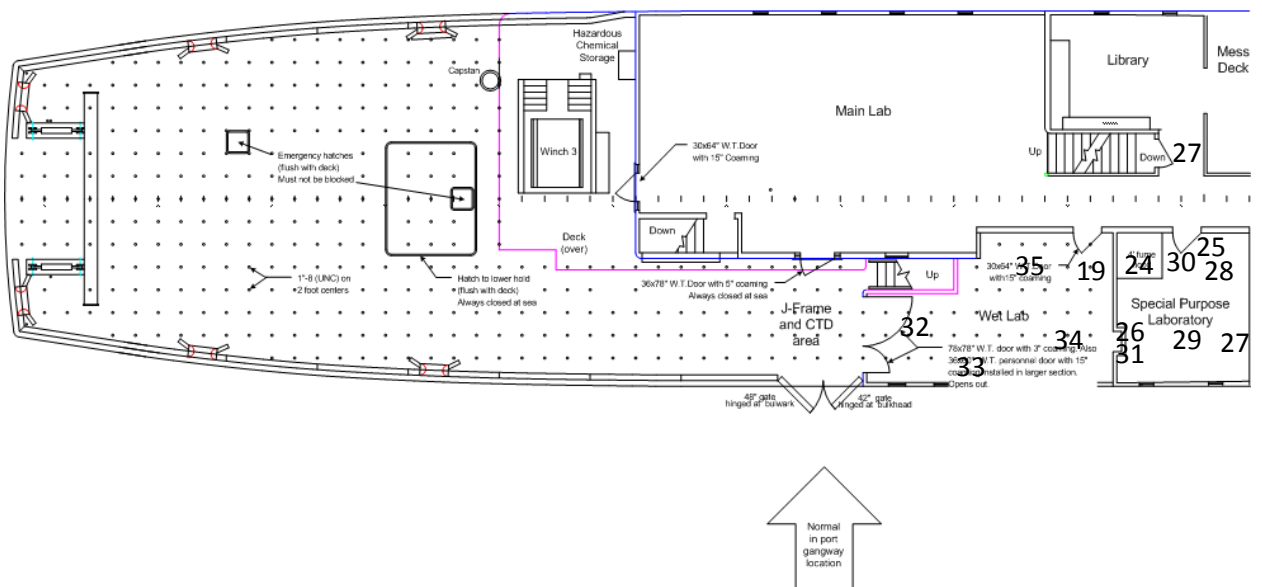 Hazardous
Chemical
Storage
Capstan
Library
Mess
Deck
Main Lab
Winch 3
Emergency hatches
(flush with deck)
Must not be blocked
30x64" W.T.Door
with 15" Coaming
Up
Down
27
Down
Deck
(over)
1"-8 (UNC) on
2 foot centers
Hatch to lower hold
(flush with deck)
Always closed at sea
36x78" W.T.Door with 5" coaming
Always closed at sea
Up
30x64" W.T. Door
with15" coaming
35
19
24
30
25
28
J-Frame
and CTD
area
Wet Lab
Special Purpose
Laboratory
32
34
26
31
29
27
33
78x78" W.T. door with 3" coaming. Also
W.T. personnel door with 15"
installed in larger section.
Opens out.
48" gate
hinged at bulwark
42" gate
hinged at bulkhead
Normal
in port
gangway
location